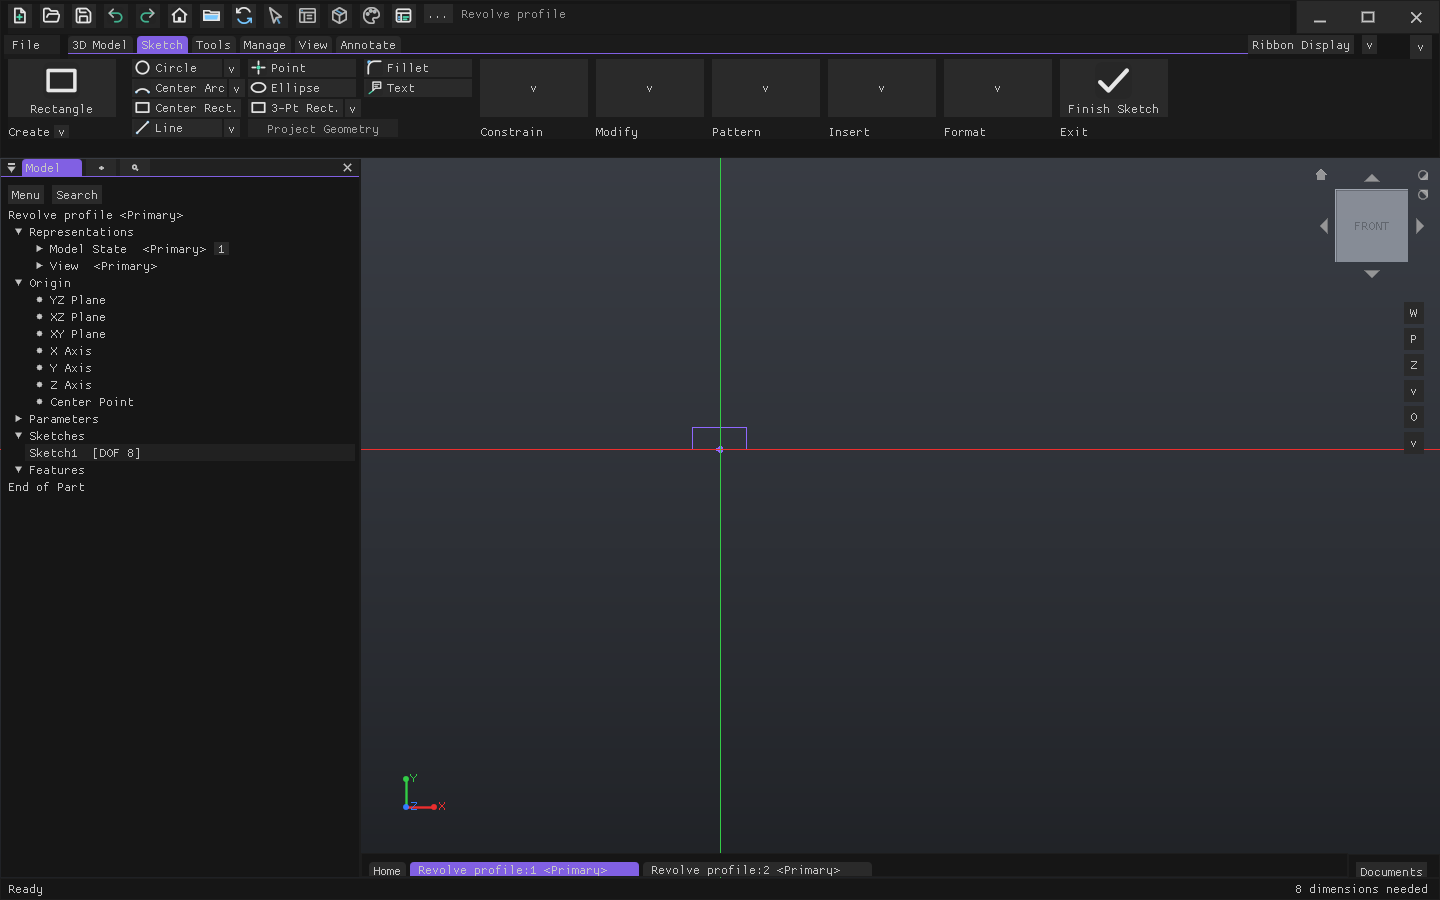 ... Revolve profile
File 3D Model Sketch Tools Manage View Annotate Ribbon Display v v
Rectangle
Create v
Circle v
Center Arc v
Center Rect.
Line v
Point
Ellipse
3-Pt Rect. v
Project Geometry
Fillet
Text
v
Constrain
v
Modify
v
Pattern
v
Insert
v
Format
Finish Sketch
Exit
Model
Menu Search
Revolve profile <Primary>
Representations
Model State <Primary> 1
View <Primary>
Origin
YZ Plane
XZ Plane
XY Plane
X Axis
Y Axis
Z Axis
Center Point
Parameters
Sketches
Sketch1 [DOF 8]
Features
End of Part
FRONT
W
P
Z
v
O
v
Y
Z X
Home Revolve profile:1 <Primary> Revolve profile:2 <Primary> Documents
Ready 8 dimensions needed